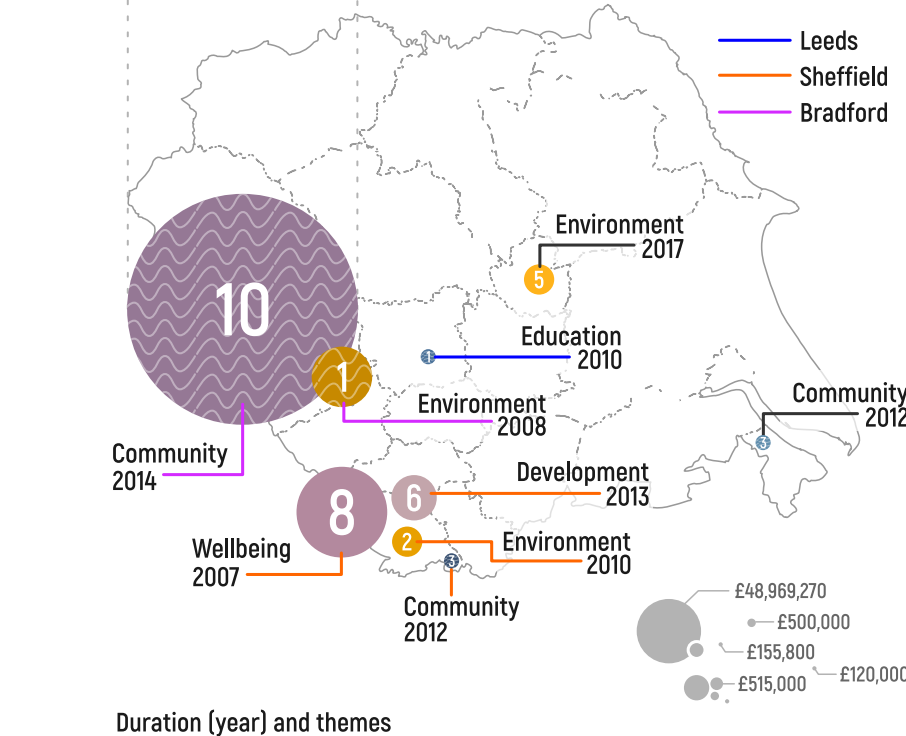 Leeds
Sheffield
Bradford
Environment
2017
5
10
Education
2010
1
1
Environment
2008
Community
2012
3
Community
2014
Development
2013
6
8
Wellbeing
2007
2
Environment
2010
3
Community
2012
£48,969,270
£500,000
£155,800
£120,000
£515,000
Duration (year) and themes